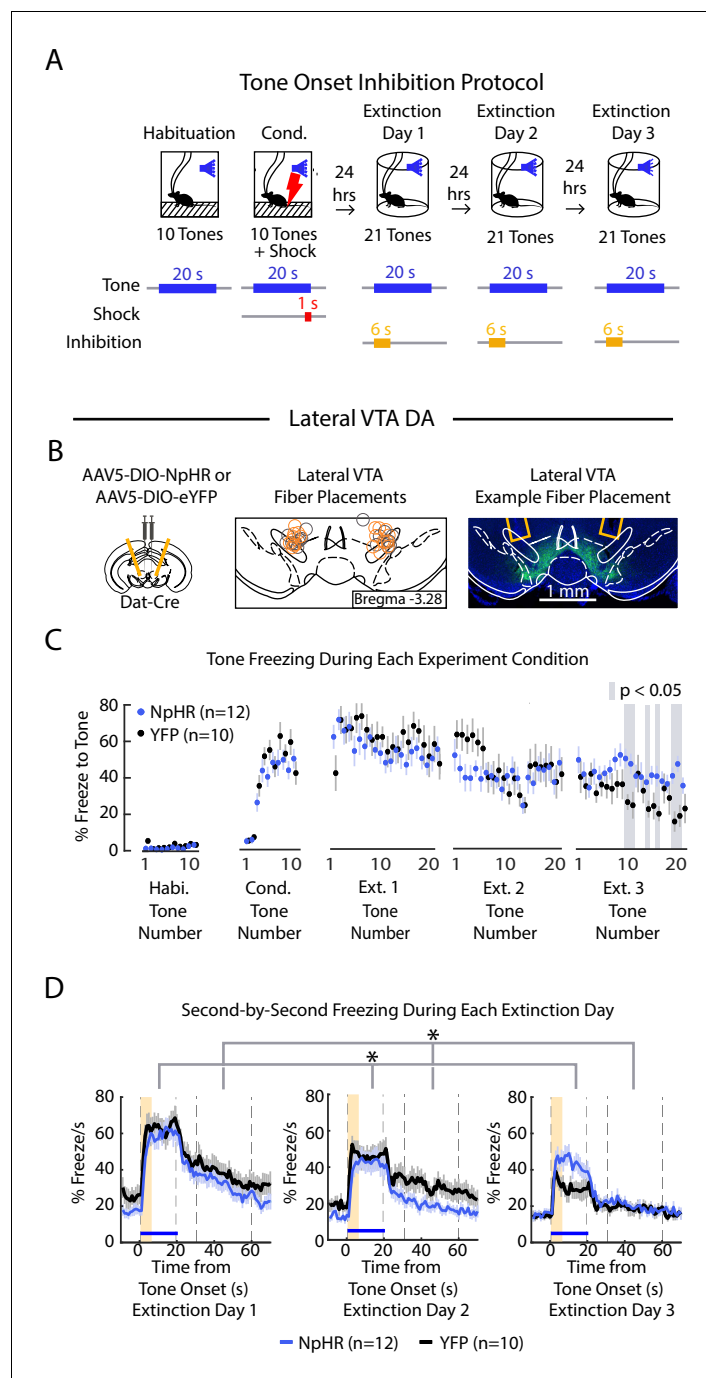 A
Tone Onset Inhibition Protocol
Habituation
Cond.
Extinction
Day 1
Extinction
Day 2
Extinction
Day 3
24
hrs
→
24
hrs
→
24
hrs
→
10 Tones
10 Tones
+ Shock
21 Tones
21 Tones
21 Tones
Tone
20 s
20 s
20 s
20 s
20 s
Shock
1 s
Inhibition
6 s
6 s
6 s
Lateral VTA DA
B
AAV5-DIO-NpHR or
AAV5-DIO-eYFP
Dat-Cre
Lateral VTA
Fiber Placements
Bregma -3.28
Lateral VTA
Example Fiber Placement
1 mm
C
Tone Freezing During Each Experiment Condition
p < 0.05
NpHR (n=12)
YFP (n=10)
% Freeze to Tone
80
60
40
20
0
1 10
1 10
1 10 20
1 10 20
1 10 20
Habi.
Tone
Number
Cond.
Tone
Number
Ext. 1
Tone
Number
Ext. 2
Tone
Number
Ext. 3
Tone
Number
D
Second-by-Second Freezing During Each Extinction Day
*
*
% Freeze/s
80
60
40
20
0
0 20 40 60
Time from
Tone Onset (s)
Extinction Day 1
% Freeze/s
80
60
40
20
0
0 20 40 60
Time from
Tone Onset (s)
Extinction Day 2
% Freeze/s
80
60
40
20
0
0 20 40 60
Time from
Tone Onset (s)
Extinction Day 3
NpHR (n=12)
YFP (n=10)